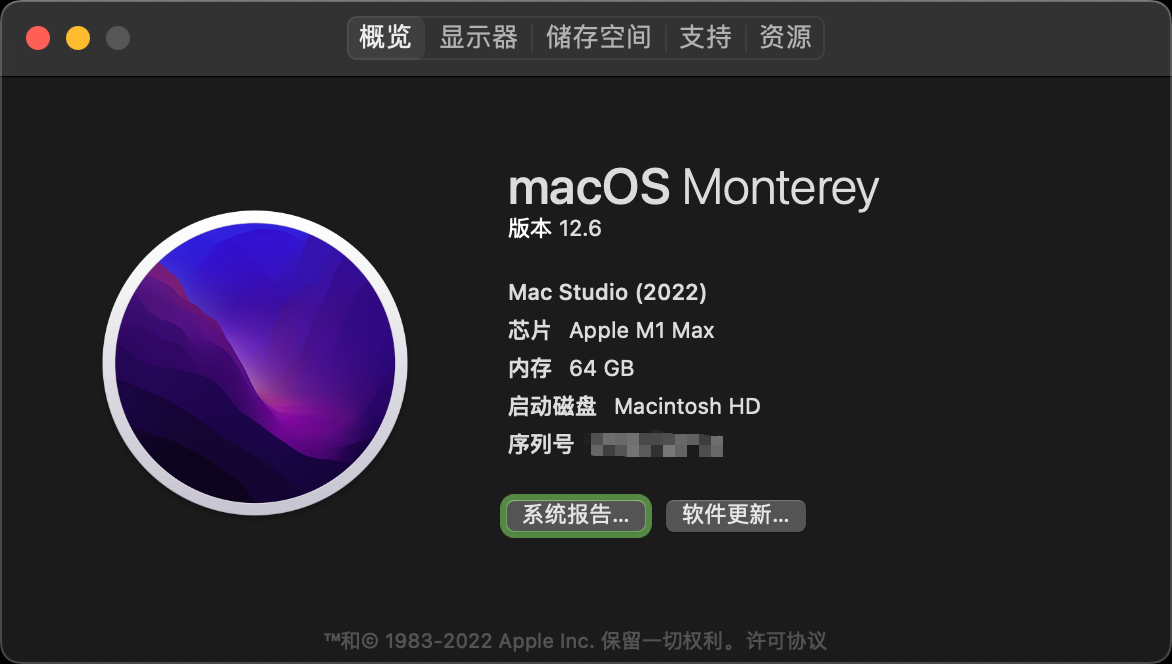 概览 显示器 储存空间 支持 资源
macOS Monterey
版本 12.6
Mac Studio (2022)
芯片 Apple M1 Max
内存 64 GB
启动磁盘 Macintosh HD
序列号
系统报告... 软件更新...
™和© 1983-2022 Apple Inc. 保留一切权利。许可协议